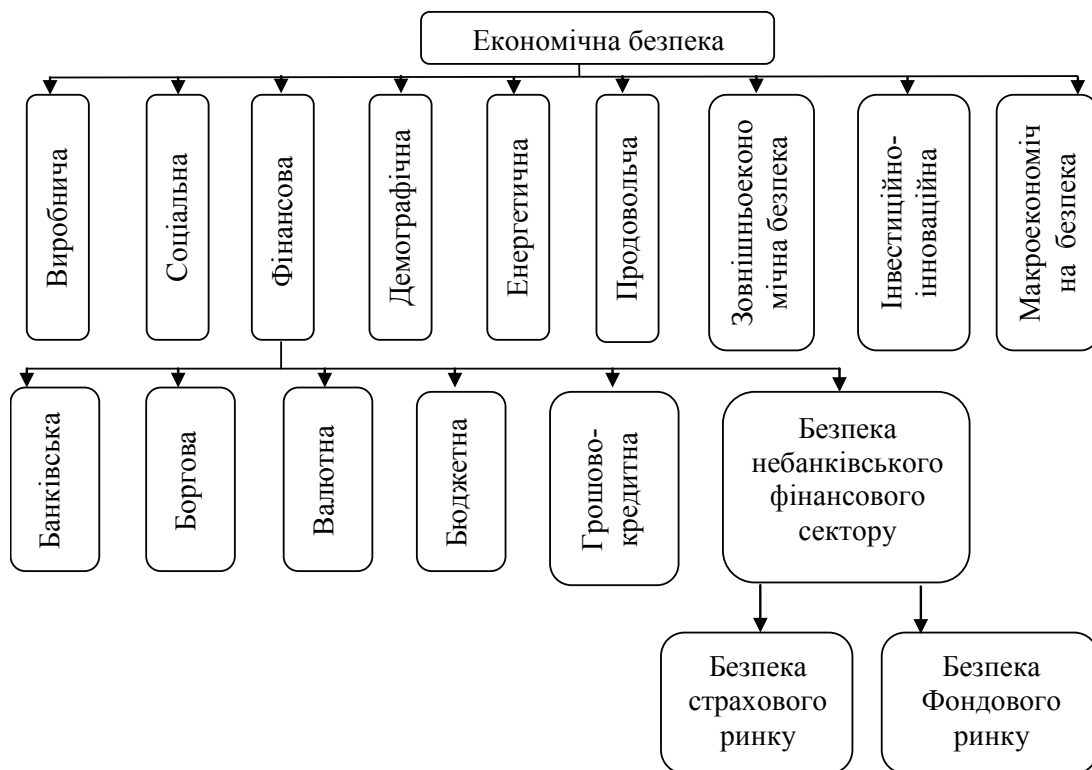 Економічна безпека
Виробнича
Соціальна
Фінансова
Демографічна
Енергетична
Продовольча
Зовнішньоеконо
мічна безпека
Інвестиційно-
інноваційна
Макроекономіч
на безпека
Банківська
Боргова
Валютна
Бюджетна
Грошово-
кредитна
Безпека
небанківського
фінансового
сектору
Безпека
страхового
ринку
Безпека
Фондового
ринку